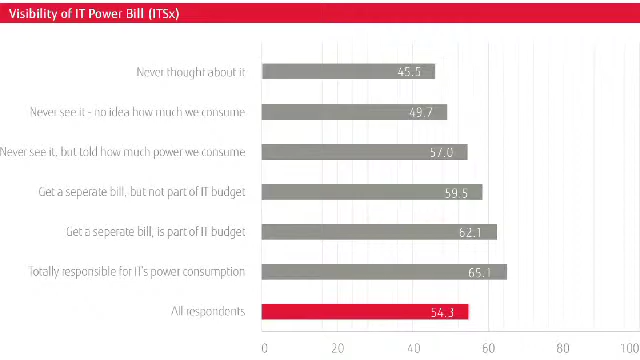 Visibility of IT Power Bill (ITSx)
Never thought about it
45.5
Never see it - no idea how much we consume
49.7
Never see it, but told how much power we consume
57.0
Get a seperate bill, but not part of IT budget
59.5
Get a seperate bill, is part of IT budget
62.1
Totally responsible for IT's power consumption
65.1
All respondents
54.3
0 20 40 60 80 100